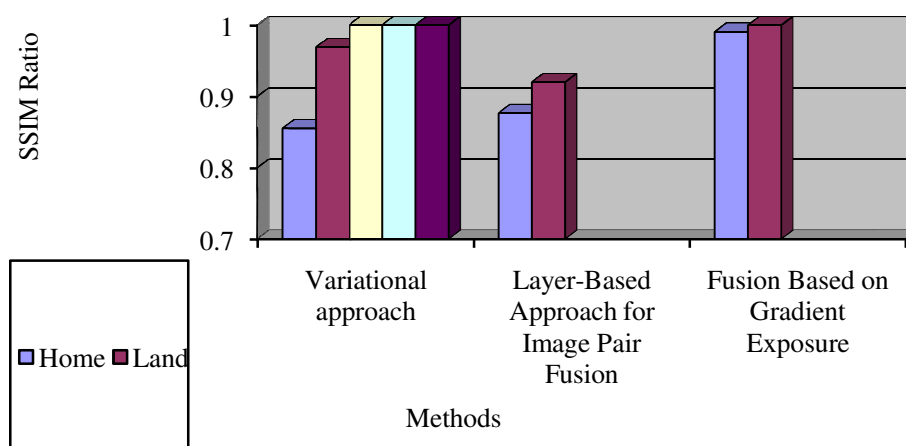 SSIM Ratio
1
0.9
0.8
0.7
Variational
approach
Layer-Based
Approach for
Image Pair
Fusion
Fusion Based on
Gradient
Exposure
Home Land
Methods